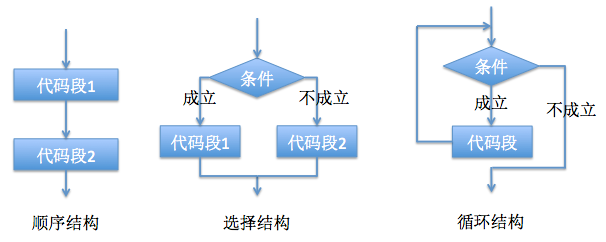 代码段1
代码段2
顺序结构
条件
成立
不成立
代码段1
代码段2
选择结构
条件
成立
不成立
代码段
循环结构